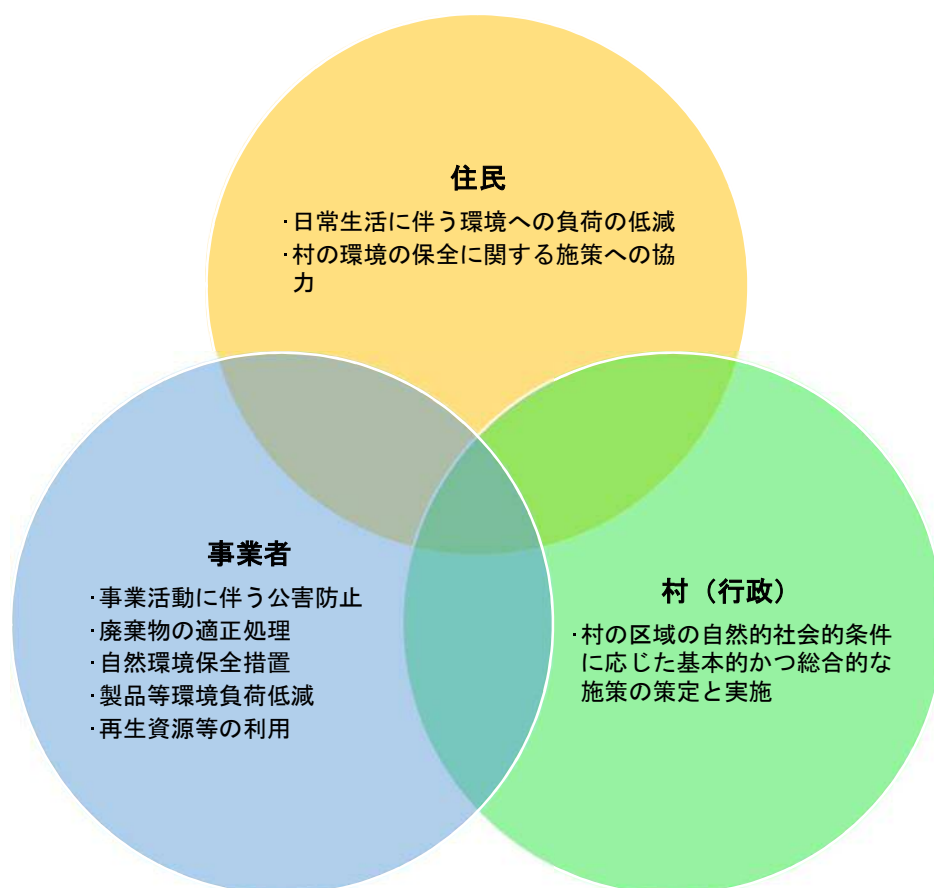 住民
･日常生活に伴う環境への負荷の低減
･村の環境の保全に関する施策への協
力
事業者
･事業活動に伴う公害防止
･廃棄物の適正処理
･自然環境保全措置
･製品等環境負荷低減
･再生資源等の利用
村（行政）
･村の区域の自然的社会的条件
に応じた基本的かつ総合的な
施策の策定と実施